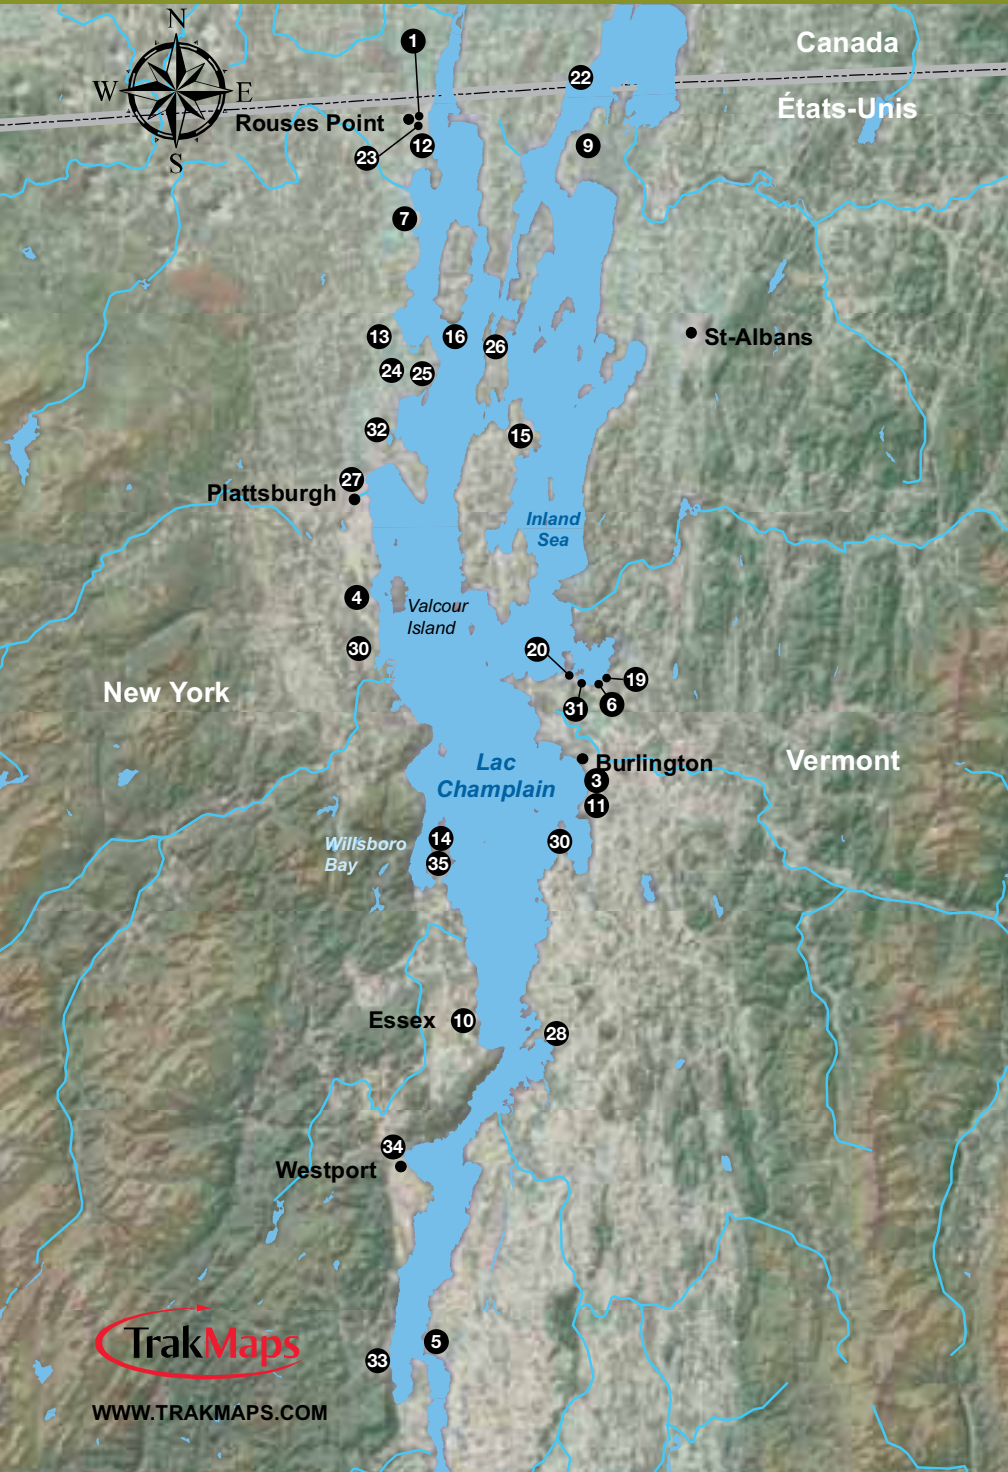 N
1
Canada
22
W
E
États-Unis
Rouses Point
12
9
23
S
7
13
16
26
St-Albans
24
25
32
15
27
Plattsburgh
Inland
Sea
4
Valcour
Island
30
20
19
New York
31
6
Lac
Champlain
Burlington
Vermont
3
11
14
30
Willsboro
Bay
35
Essex
10
28
34
Westport
TrakMaps
5
33
WWW.TRAKMAPS.COM